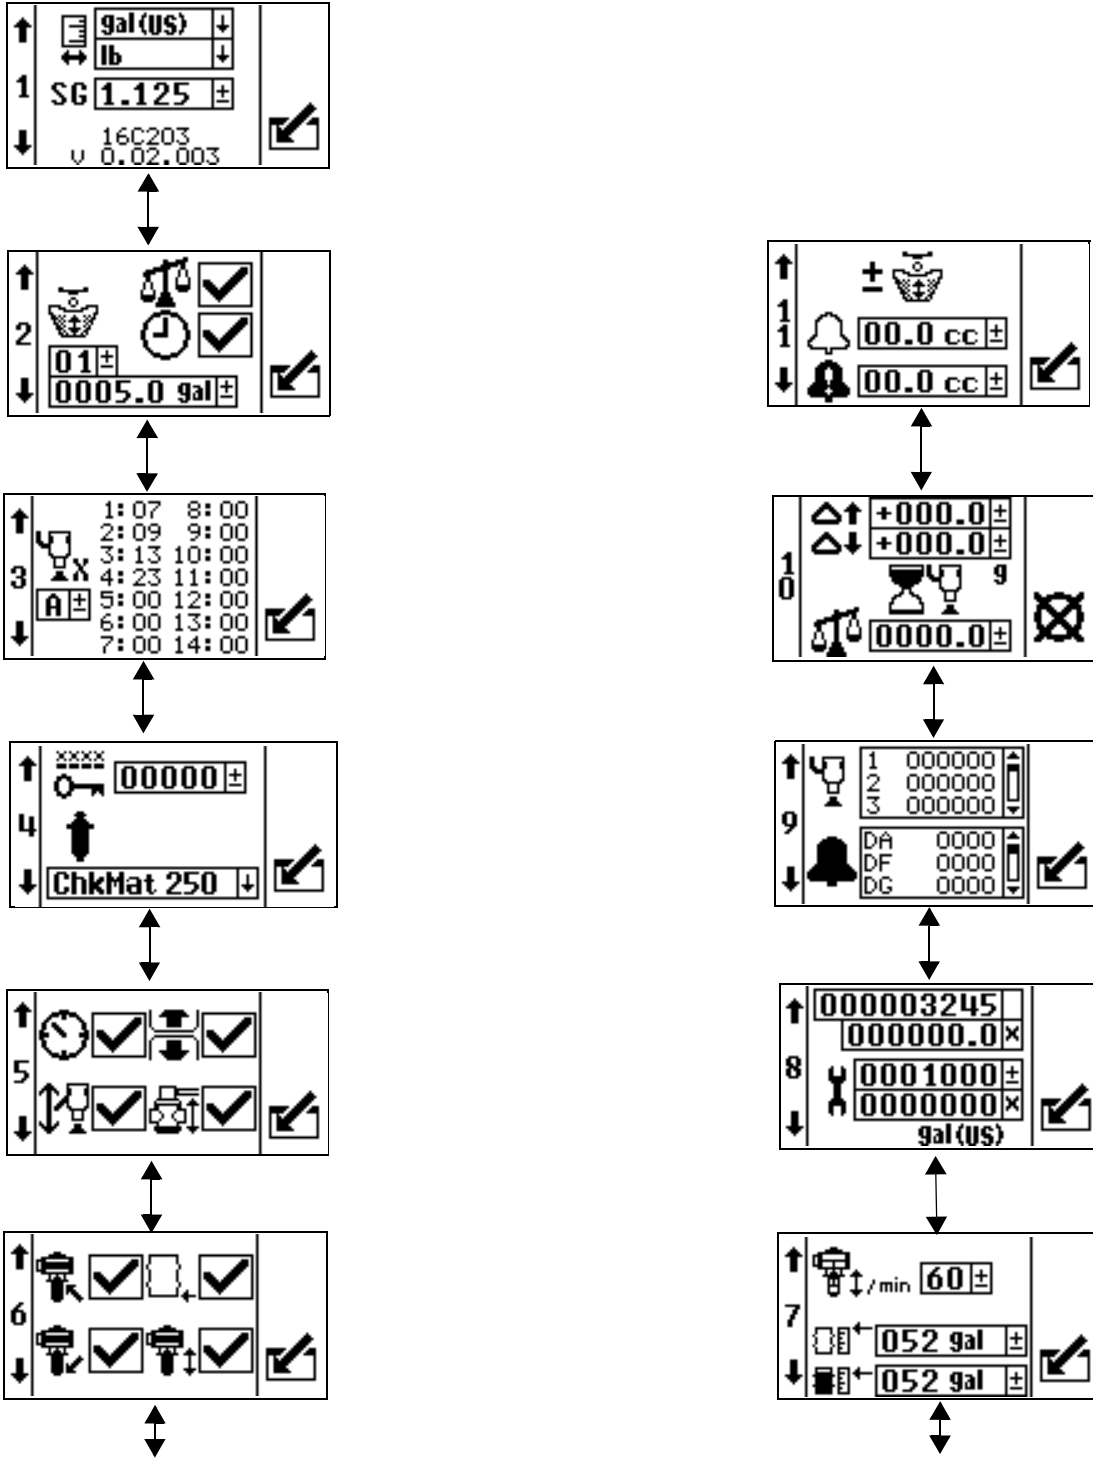 gal(US)
lb
1
SG 1.125
16C203
v 0.02.003
2
01
0005.0 gal
3
X
A
1:07 8:00
2:09 9:00
3:13 10:00
4:23 11:00
5:00 12:00
6:00 13:00
7:00 14:00
4
xxxx
00000
ChkMat 250
5
6
11
00.0 cc
00.0 cc
10
+000.0
+000.0
g
0000.0
9
1 000000
2 000000
3 000000
DA 0000
DF 0000
DG 0000
8
000003245
000000.0
0001000
0000000
gal(US)
7
/min 60
052 gal
052 gal